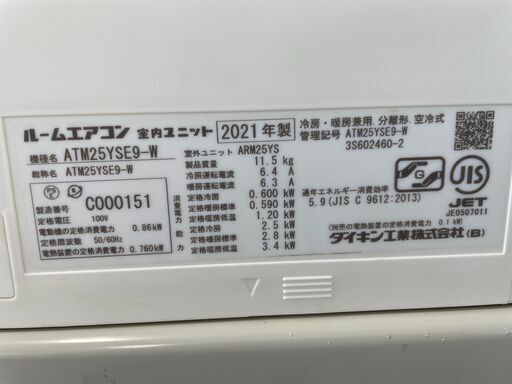 ルームエアコン 室内ユニット 2021年製
冷房・暖房兼用 分離形 空冷式
管理記号 ATM25YSE9-W
3S602460-2
機種名 ATM25YSE9-W
総称名 ATM25YSE9-W
PS E
製造番号 C000151
定格電圧 100V
電動機の定格消費電力 0.86kW
定格周波数 50/60Hz
電熱装置の定格消費電力 0.760kW
室外ユニット ARM25YS
製品質量 11.5kg
冷房運転電流 6.4 A
暖房運転電流 6.3 A
消費電力
定格冷房 0.600 kW
定格暖房標準 0.590 kW
定格暖房低温 1.20 kW
能力
定格冷房 2.5 kW
定格暖房標準 2.8 kW
定格暖房低温 3.4 kW
通年エネルギー消費効率
5.9(JIS C 9612:2013)
JIS
JET
JE0507011
(別売の電熱装置の定格消費電力 0.1 kW)
ダイキン工業株式会社(B)